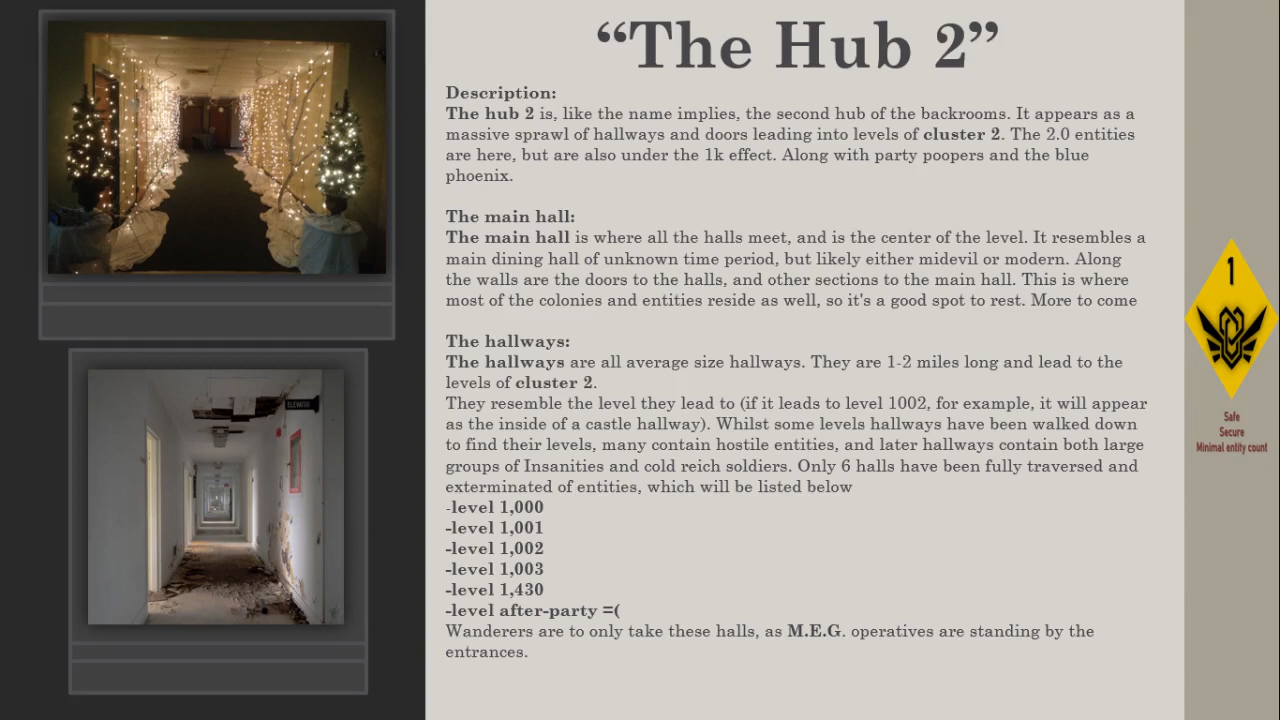 “The Hub 2”
Description:
The hub 2 is, like the name implies, the second hub of the backrooms. It appears as a
massive sprawl of hallways and doors leading into levels of cluster 2. The 2.0 entities
are here, but are also under the 1k effect. Along with party poopers and the blue
phoenix.
The main hall:
The main hall is where all the halls meet, and is the center of the level. It resembles a
main dining hall of unknown time period, but likely either midevil or modern. Along
the walls are the doors to the halls, and other sections to the main hall. This is where
most of the colonies and entities reside as well, so it's a good spot to rest. More to come
The hallways:
The hallways are all average size hallways. They are 1-2 miles long and lead to the
levels of cluster 2.
They resemble the level they lead to (if it leads to level 1002, for example, it will appear
as the inside of a castle hallway). Whilst some levels hallways have been walked down
to find their levels, many contain hostile entities, and later hallways contain both large
groups of Insanities and cold reich soldiers. Only 6 halls have been fully traversed and
exterminated of entities, which will be listed below
-level 1,000
-level 1,001
-level 1,002
-level 1,003
-level 1,430
-level after-party =(
Wanderers are to only take these halls, as M.E.G. operatives are standing by the
entrances.
1
Safe
Secure
Minimal entity count
ELEVATOR